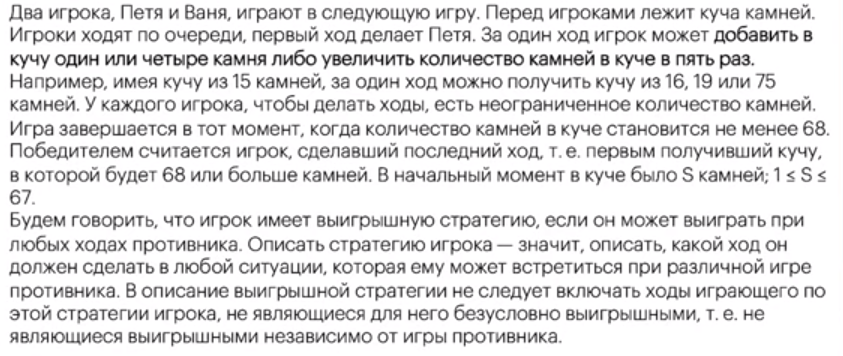 Два игрока, Петя и Ваня, играют в следующую игру. Перед игроками лежит куча камней.
Игроки ходят по очереди, первый ход делает Петя. За один ход игрок может добавить в
кучу один или четыре камня либо увеличить количество камней в куче в пять раз.
Например, имея кучу из 15 камней, за один ход можно получить кучу из 16, 19 или 75
камней. У каждого игрока, чтобы делать ходы, есть неограниченное количество камней.
Игра завершается в тот момент, когда количество камней в куче становится не менее 68.
Победителем считается игрок, сделавший последний ход, т. е. первым получивший кучу,
в которой будет 68 или больше камней. В начальный момент в куче было S камней; 1 ≤ S ≤
67.
Будем говорить, что игрок имеет выигрышную стратегию, если он может выиграть при
любых ходах противника. Описать стратегию игрока — значит, описать, какой ход он
должен сделать в любой ситуации, которая ему может встретиться при различной игре
противника. В описание выигрышной стратегии не следует включать ходы играющего по
этой стратегии игрока, не являющиеся для него безусловно выигрышными, т. е. не
являющиеся выигрышными независимо от игры противника.